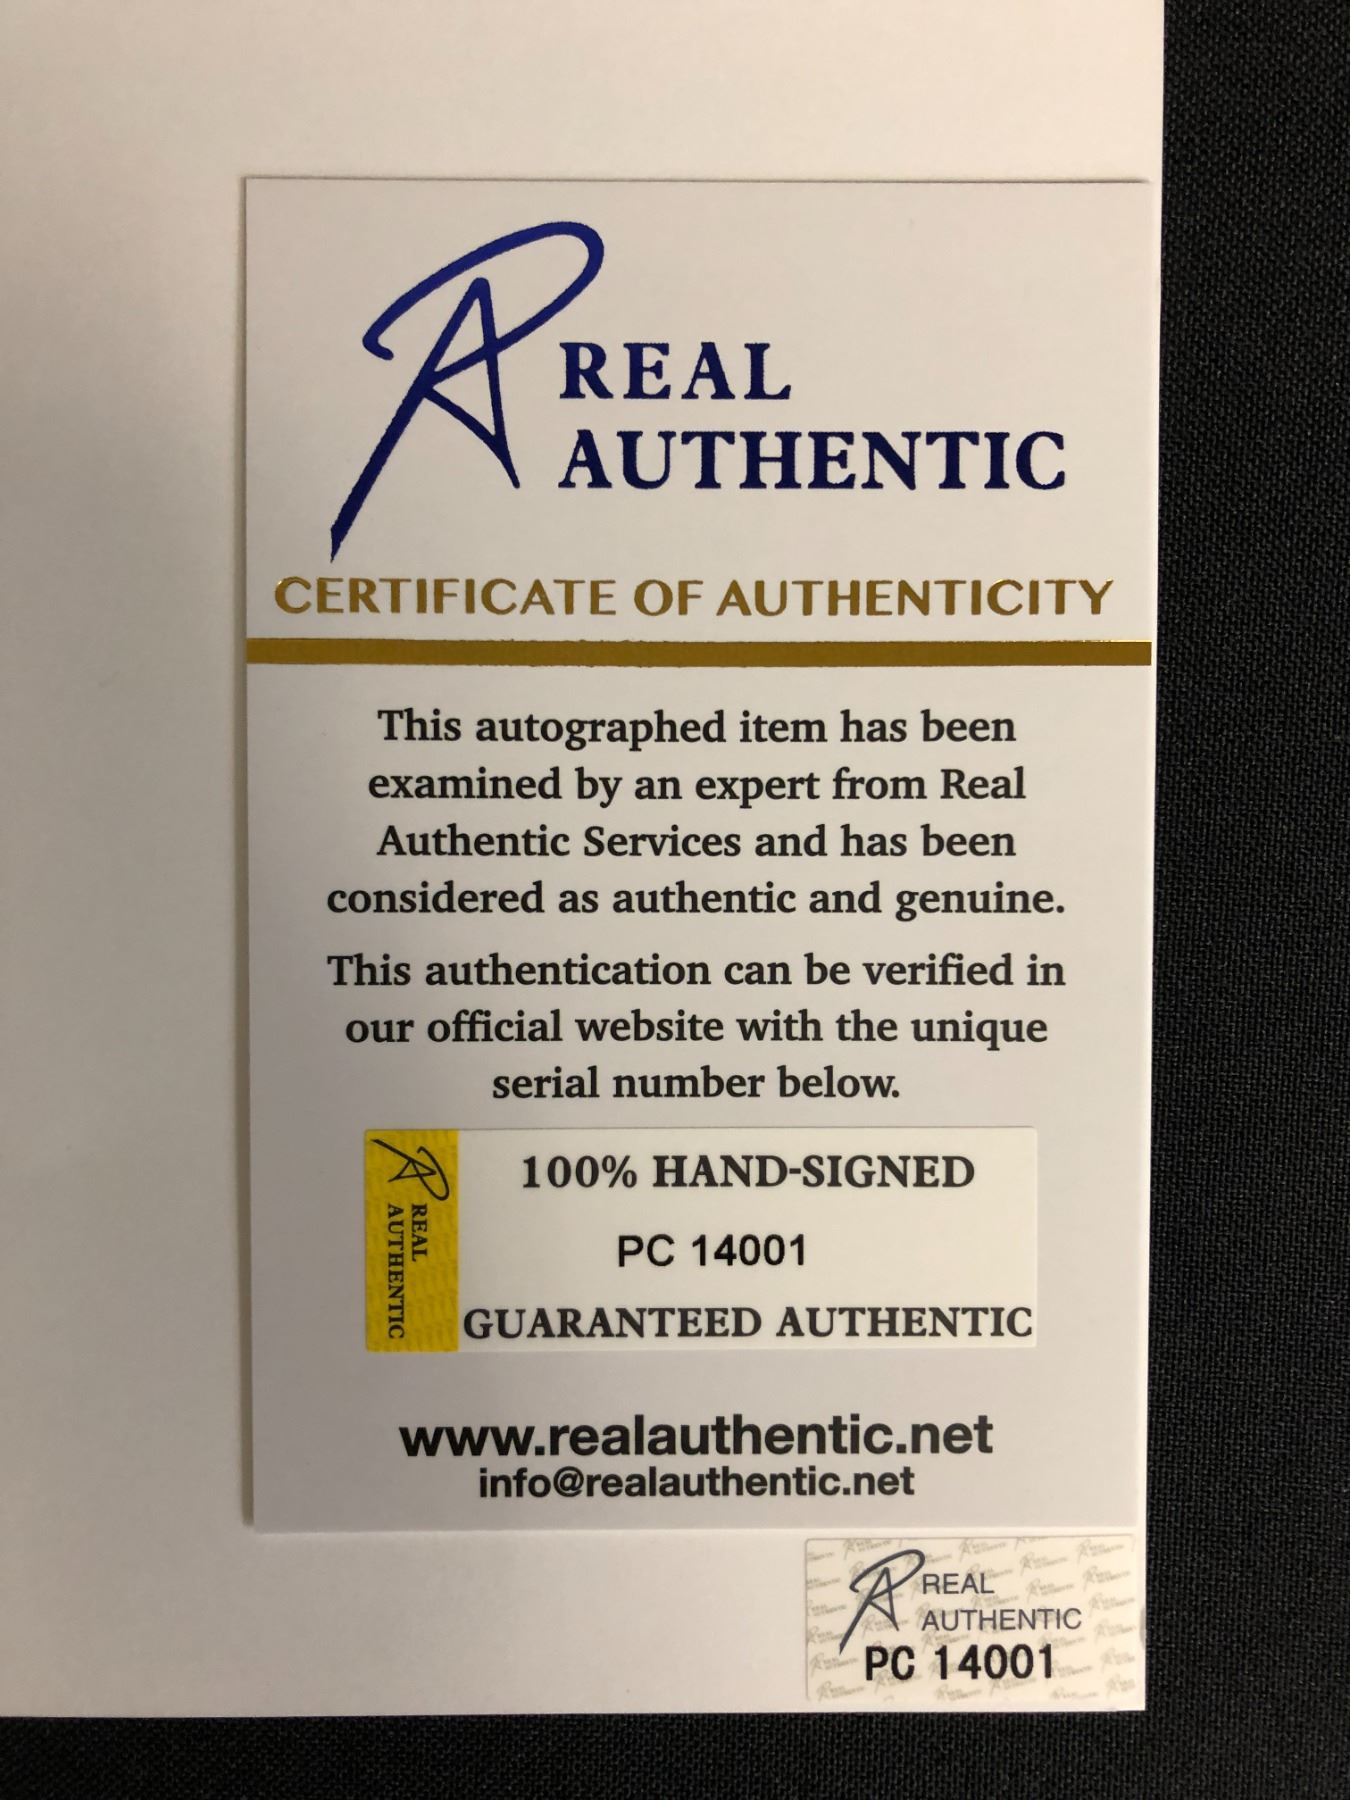 REAL
AUTHENTIC
CERTIFICATE OF AUTHENTICITY
This autographed item has been
examined by an expert from Real
Authentic Services and has been
considered as authentic and genuine.
This authentication can be verified in
our official website with the unique
serial number below.
REAL
AUTHENTIC
100% HAND-SIGNED
PC 14001
GUARANTEED AUTHENTIC
www.realauthentic.net
info@realauthentic.net
REAL
AUTHENTIC
PC 14001